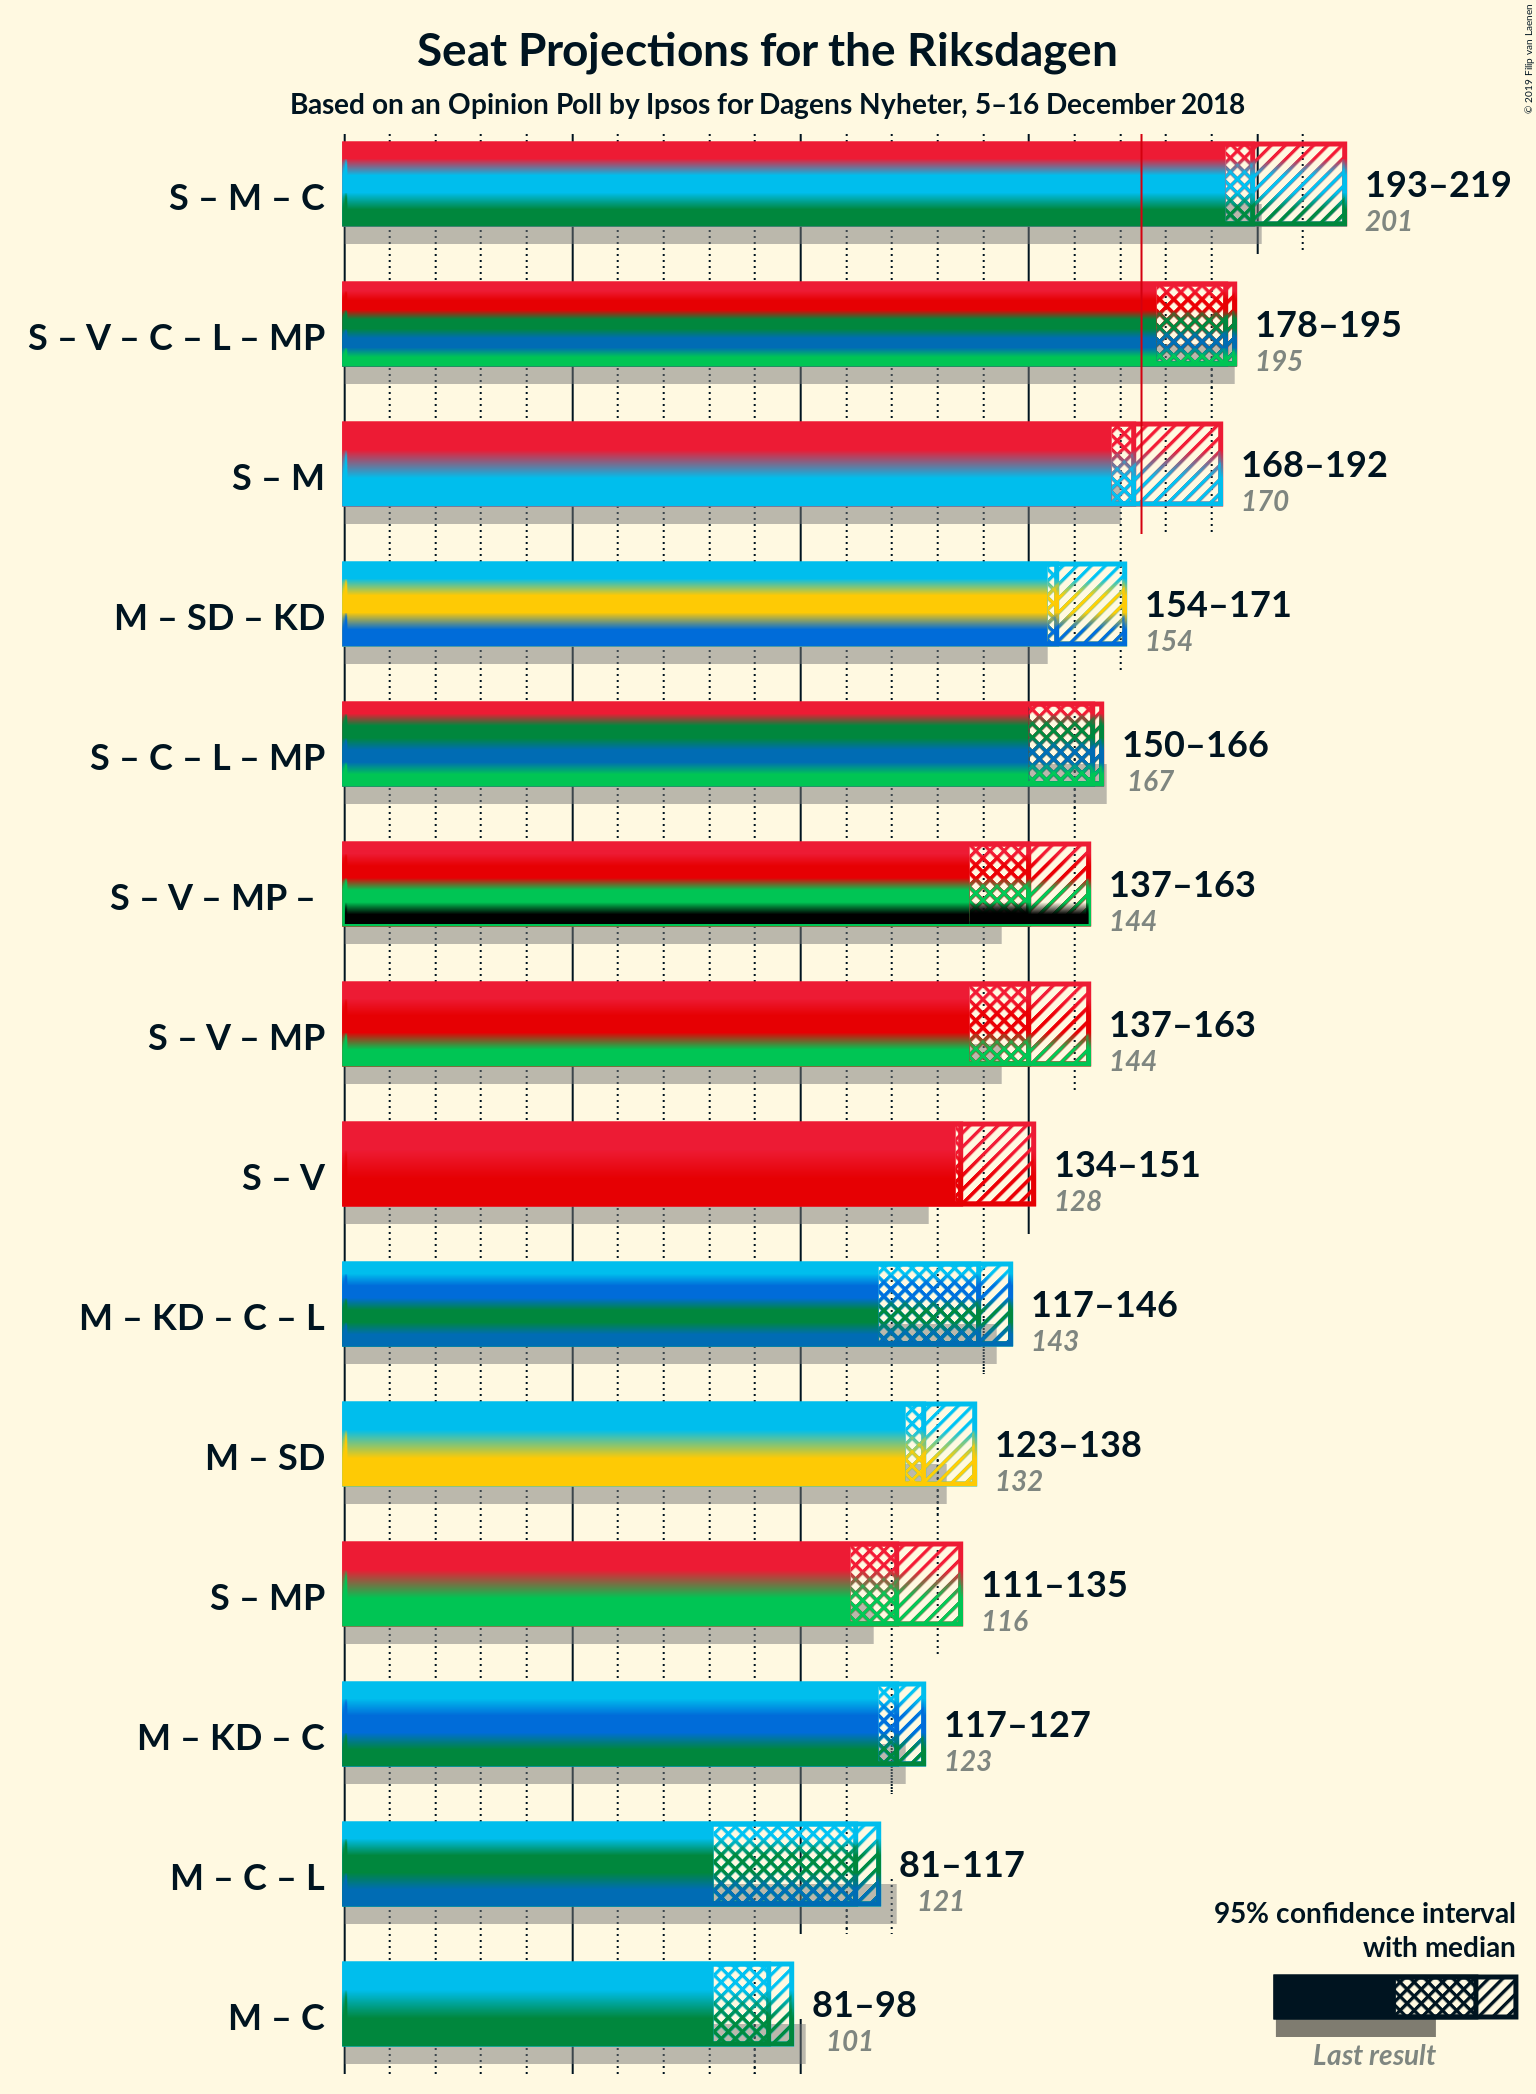 Seat Projections for the Riksdagen
Based on an Opinion Poll by Ipsos for Dagens Nyheter, 5–16 December 2018
© 2019 Filip van Laenen
S – M – C
193–219
201
S – V – C – L – MP
178–195
195
S – M
168–192
170
M – SD – KD
154–171
154
S – C – L – MP
150–166
167
S – V – MP –
137–163
144
S – V – MP
137–163
144
S – V
134–151
128
M – KD – C – L
117–146
143
M – SD
123–138
132
S – MP
111–135
116
M – KD – C
117–127
123
M – C – L
81–117
121
M – C
81–98
101
95% confidence interval
with median
Last result